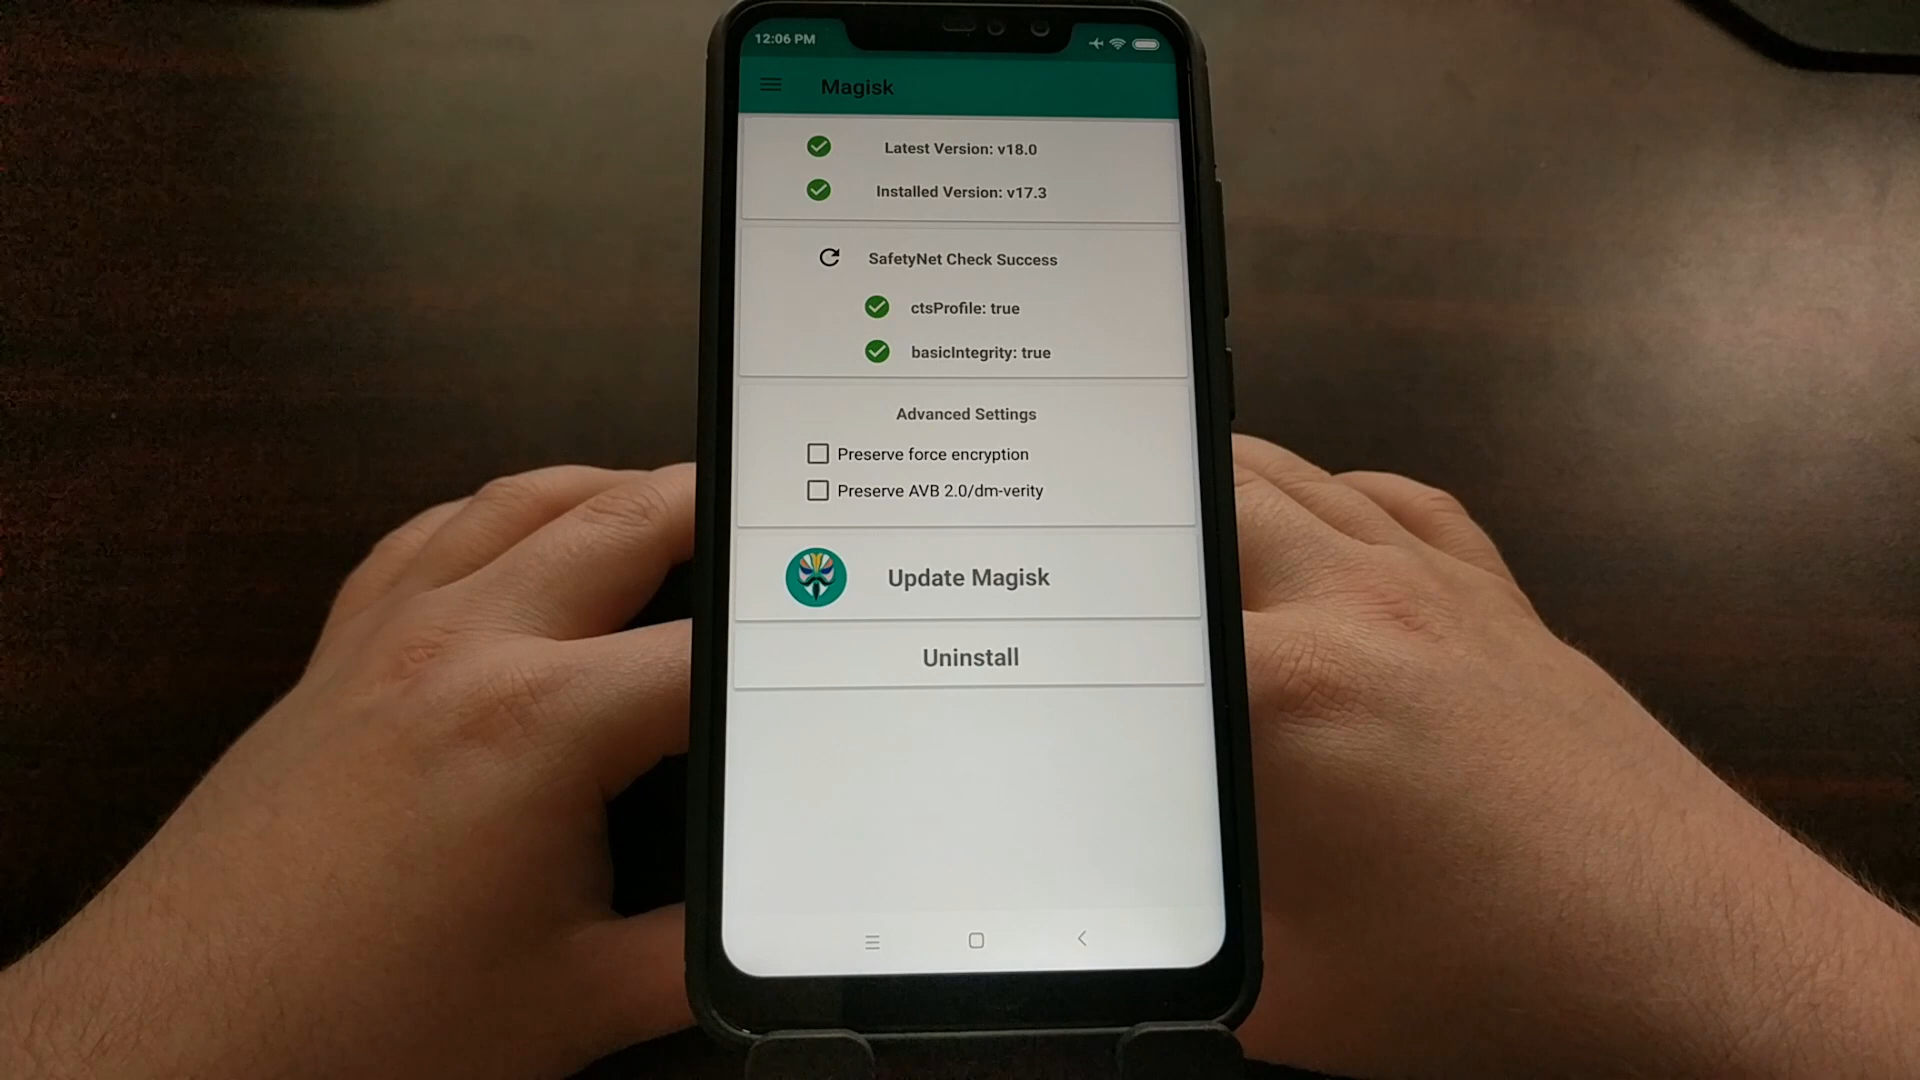 12:06 PM
Magisk
Latest Version: v18.0
Installed Version: v17.3
SafetyNet Check Success
ctsProfile: true
basicIntegrity: true
Advanced Settings
Preserve force encryption
Preserve AVB 2.0/dm-verity
Update Magisk
Uninstall